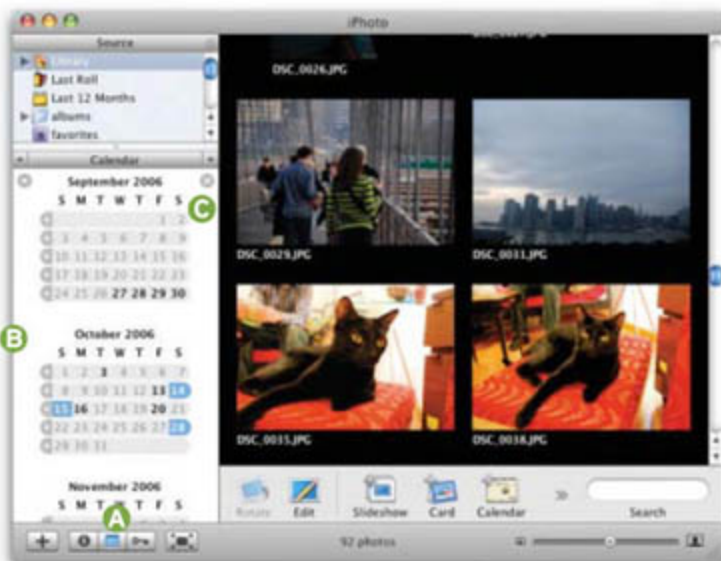 iPhoto
Source
Library
Last Roll
Last 12 Months
albums
favorites
Calendar
September 2006
S M T W T F S
C
1 2
3 4 5 6 7 8 9
10 11 12 13 14 15 16
17 18 19 20 21 22 23
24 25 26 27 28 29 30
B
October 2006
S M T W T F S
1 2 3 4 5 6 7
8 9 10 11 12 13 14
15 16 17 18 19 20 21
22 23 24 25 26 27 28
29 30 31
November 2006
S M T W T F S
A
DSC_0026.JPG
DSC_0029.JPG
DSC_0033.JPG
DSC_0035.JPG
DSC_0038.JPG
Rotate
Edit
Slideshow
Card
Calendar
Search
92 photos